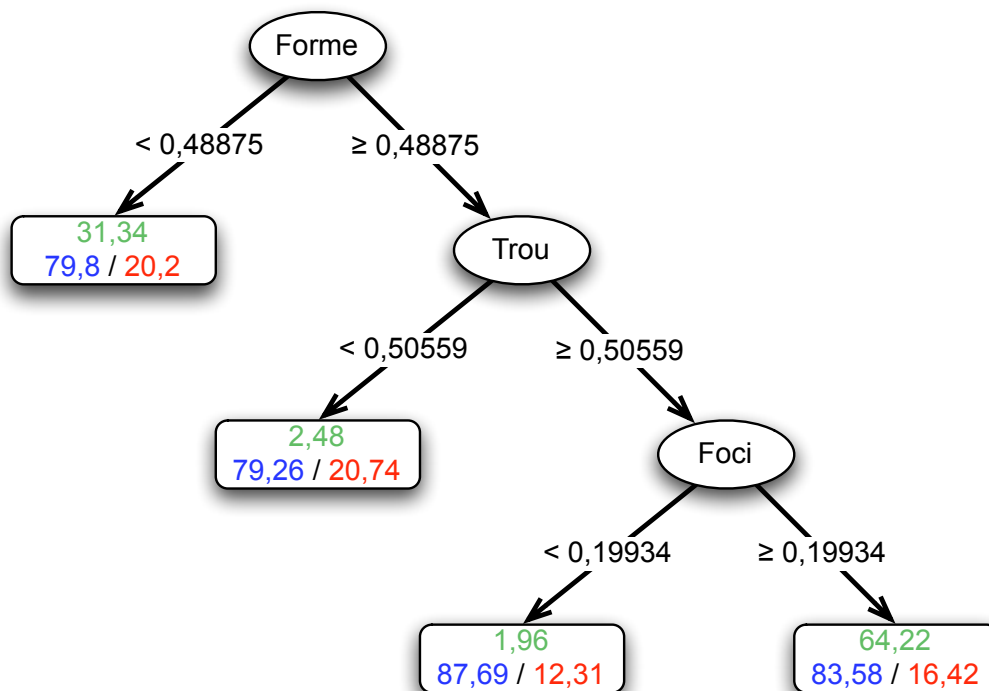 Forme
< 0,48875
≥ 0,48875
31,34
79,8 / 20,2
Trou
< 0,50559
≥ 0,50559
2,48
79,26 / 20,74
Foci
< 0,19934
≥ 0,19934
1,96
87,69 / 12,31
64,22
83,58 / 16,42